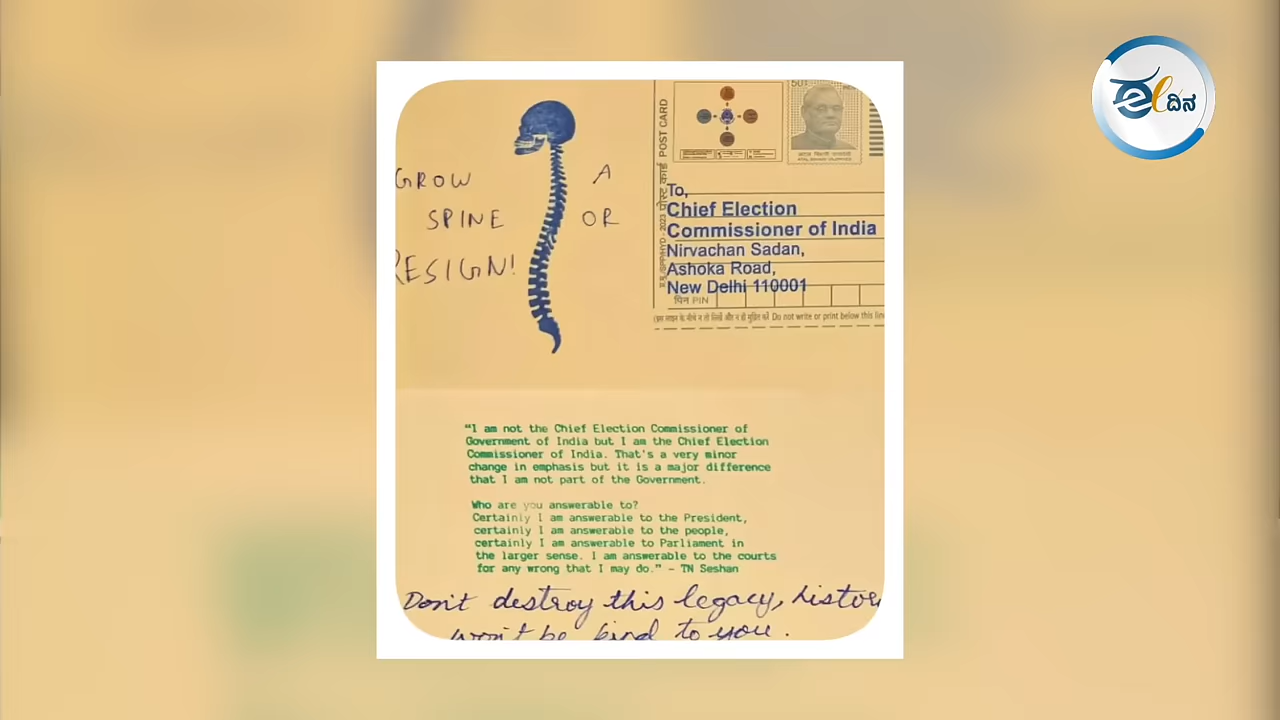 ಈದಿನ
GROW A
SPINE OR
RESIGN!
पोस्ट कार्ड POST CARD
To,
Chief Election
Commissioner of India
Nirvachan Sadan,
Ashoka Road,
New Delhi 110001
पिन PIN
Do not write or print below this line
"I am not the Chief Election Commissioner of
Government of India but I am the Chief Election
Commissioner of India. That's a very minor
change in emphasis but it is a major difference
that I am not part of the Government.
Who are you answerable to?
Certainly I am answerable to the President,
certainly I am answerable to the people,
certainly I am answerable to Parliament in
the larger sense. I am answerable to the courts
for any wrong that I may do." - TN Seshan
Don't destroy this legacy, histor
won't be kind to you.